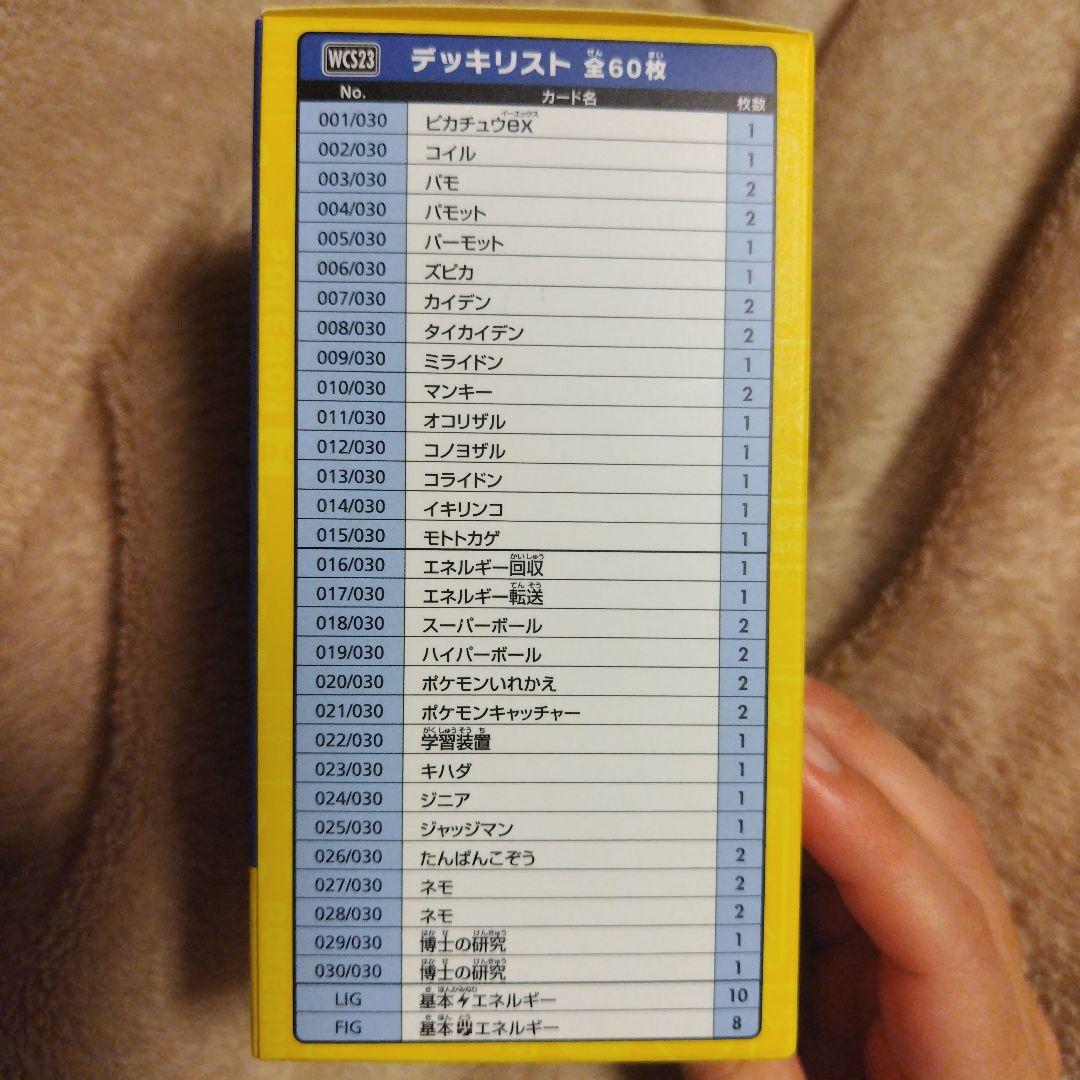 WCS23 デッキリスト 全60枚
No. カード名 枚数
001/030 ピカチュウex 1
002/030 コイル 1
003/030 パモ 2
004/030 パモット 2
005/030 パーモット 1
006/030 ズピカ 1
007/030 カイデン 2
008/030 タイカイデン 2
009/030 ミライドン 1
010/030 マンキー 2
011/030 オコリザル 1
012/030 コノヨザル 1
013/030 コライドン 1
014/030 イキリンコ 1
015/030 モトトカゲ 1
016/030 エネルギー回収 1
017/030 エネルギー転送 1
018/030 スーパーボール 2
019/030 ハイパーボール 2
020/030 ポケモンいれかえ 2
021/030 ポケモンキャッチャー 2
022/030 学習装置 1
023/030 キハダ 1
024/030 ジニア 1
025/030 ジャッジマン 1
026/030 たんぱんこぞう 2
027/030 ネモ 2
028/030 ネモ 2
029/030 博士の研究 1
030/030 博士の研究 1
LIG 基本エネルギー 10
FIG 基本エネルギー 8